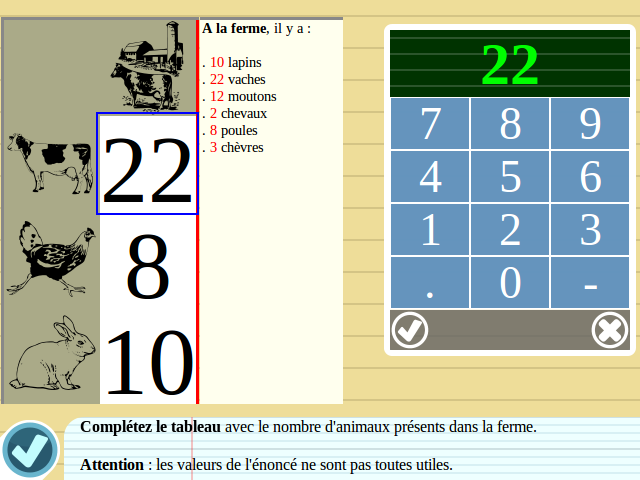 A la ferme, il y a :
. 10 lapins
. 22 vaches
. 12 moutons
. 2 chevaux
. 8 poules
. 3 chèvres
22
8
10
22
7 8 9
4 5 6
1 2 3
. 0 -
Complétez le tableau avec le nombre d'animaux présents dans la ferme.
Attention : les valeurs de l'énoncé ne sont pas toutes utiles.